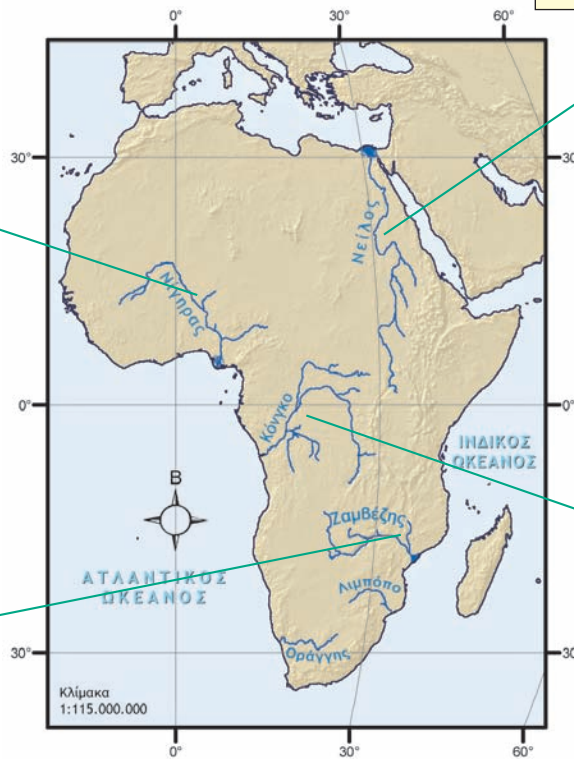 0°
30°
60°
30°
30°
Νείλος
Νίγηρας
0°
0°
Κόνγκο
ΙΝΔΙΚΟΣ
ΩΚΕΑΝΟΣ
Β
Ζαμβέζης
ΑΤΛΑΝΤΙΚΟΣ
ΩΚΕΑΝΟΣ
Λιμπόπο
Οράγγης
30°
30
Κλίμακα
1:115.000.000
0°
30°
60°